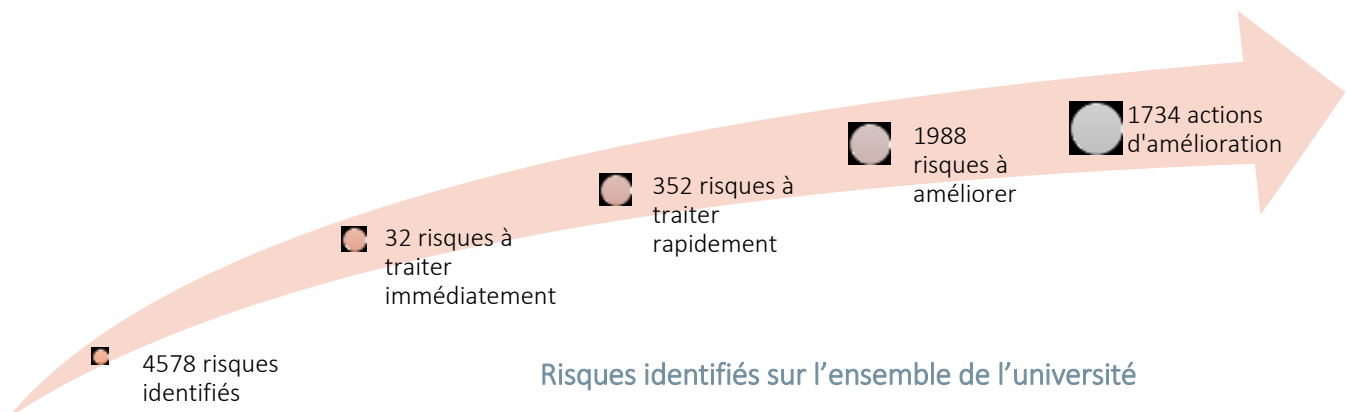 4578 risques
identifiés
32 risques à
traiter
immédiatement
352 risques à
traiter
rapidement
1988
risques à
améliorer
1734 actions
d'amélioration
Risques identifiés sur l’ensemble de l’université